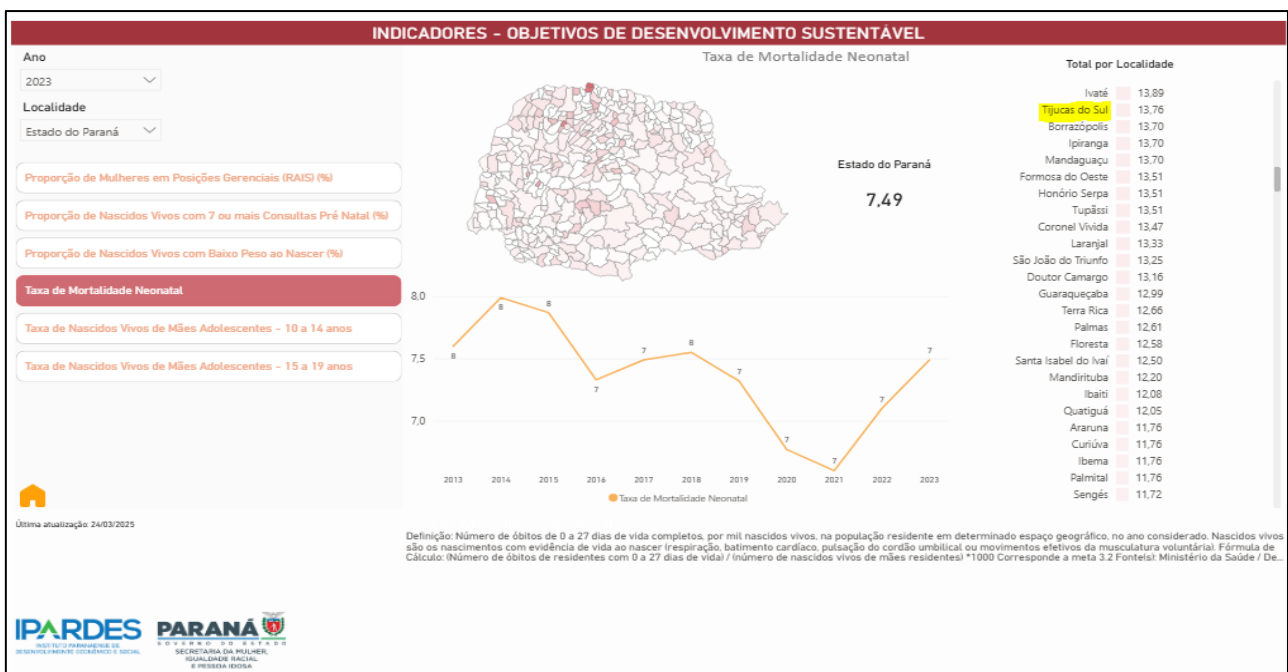 INDICADORES - OBJETIVOS DE DESENVOLVIMENTO SUSTENTÁVEL
Ano
2023
Localidade
Estado do Paraná
Proporção de Mulheres em Posições Gerenciais (RAIS) (%)
Proporção de Nascidos Vivos com 7 ou mais Consultas Pré Natal (%)
Proporção de Nascidos Vivos com Baixo Peso ao Nascer (%)
Taxa de Mortalidade Neonatal
Taxa de Nascidos Vivos de Mães Adolescentes - 10 a 14 anos
Taxa de Nascidos Vivos de Mães Adolescentes - 15 a 19 anos
Última atualização: 24/03/2025
Taxa de Mortalidade Neonatal
Estado do Paraná
7,49
8,0
7,5
7,0
8
8
8
7
7
8
7
7
7
7
7
2013 2014 2015 2016 2017 2018 2019 2020 2021 2022 2023
Taxa de Mortalidade Neonatal
Total por Localidade
Ivaté 13,89
Tijucas do Sul 13,76
Borrazópolis 13,70
Ipiranga 13,70
Mandaguaçu 13,70
Formosa do Oeste 13,51
Honório Serpa 13,51
Tupãssi 13,51
Coronel Vivida 13,47
Laranjal 13,33
São João do Triunfo 13,25
Doutor Camargo 13,16
Guaraqueçaba 12,99
Terra Rica 12,66
Palmas 12,61
Floresta 12,58
Santa Isabel do Ivaí 12,50
Mandirituba 12,20
Ibaiti 12,08
Quatiguá 12,05
Araruna 11,76
Curiúva 11,76
Ibema 11,76
Palmital 11,76
Sengés 11,72
Definição: Número de óbitos de 0 a 27 dias de vida completos, por mil nascidos vivos, na população residente em determinado espaço geográfico, no ano considerado. Nascidos vivos
são os nascimentos com evidência de vida ao nascer (respiração, batimento cardíaco, pulsação do cordão umbilical ou movimentos efetivos da musculatura voluntária). Fórmula de
Cálculo: (Número de óbitos de residentes com 0 a 27 dias de vida) / (número de nascidos vivos de mães residentes) *1000 Corresponde a meta 3.2 Fonte(s): Ministério da Saúde / De...
IPARDES
INSTITUTO PARANAENSE DE
DESENVOLVIMENTO ECONÔMICO E SOCIAL
PARANÁ
GOVERNO DO ESTADO
SECRETARIA DA MULHER,
IGUALDADE RACIAL
E PESSOA IDOSA